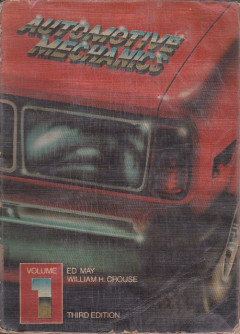 AUTOMOTIVE
MECHANICS
VOLUME
1
ED MAY
WILLIAM H. CROUSE
THIRD EDITION